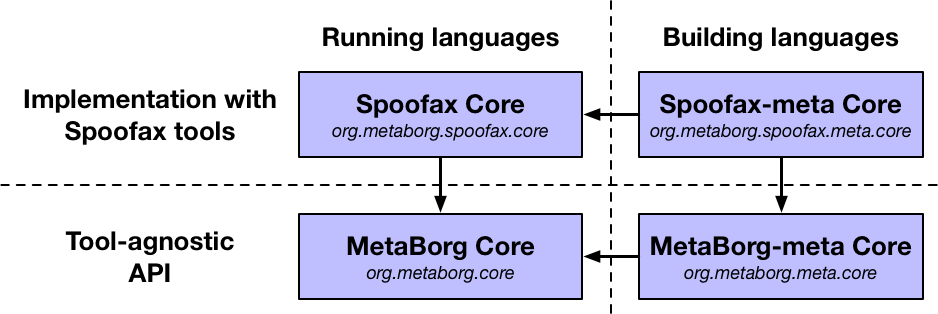 Running languages
Building languages
Implementation with
Spoofax tools
Spoofax Core
org.metaborg.spoofax.core
Spoofax-meta Core
org.metaborg.spoofax.meta.core
Tool-agnostic
API
MetaBorg Core
org.metaborg.core
MetaBorg-meta Core
org.metaborg.meta.core